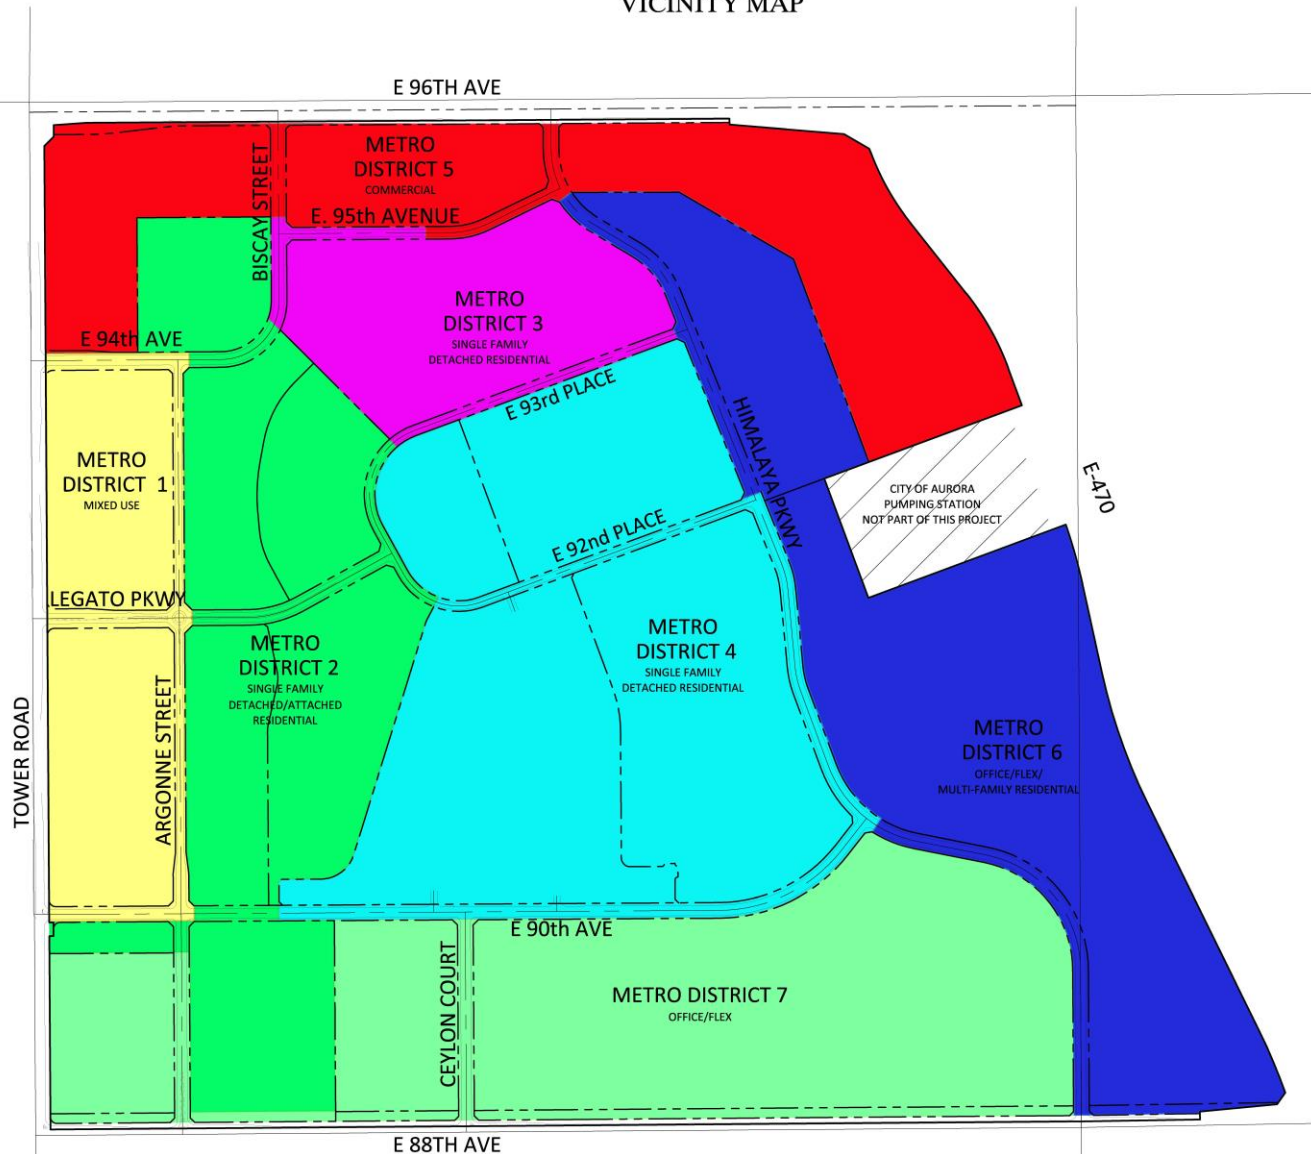 VICINITY MAP
E 96TH AVE
METRO
DISTRICT 5
COMMERCIAL
BISCAY STREET
E. 95th AVENUE
METRO
DISTRICT 3
SINGLE FAMILY
DETACHED RESIDENTIAL
E 94th AVE
E 93rd PLACE
HIMALAYA PKWY
METRO
DISTRICT 1
MIXED USE
CITY OF AURORA
PUMPING STATION
NOT PART OF THIS PROJECT
E-470
E 92nd PLACE
LEGATO PKWY
METRO
DISTRICT 2
SINGLE FAMILY
DETACHED/ATTACHED
RESIDENTIAL
METRO
DISTRICT 4
SINGLE FAMILY
DETACHED RESIDENTIAL
TOWER ROAD
ARGONNE STREET
METRO
DISTRICT 6
OFFICE/FLEX/
MULTI-FAMILY RESIDENTIAL
E 90th AVE
CEYLON COURT
METRO DISTRICT 7
OFFICE/FLEX
E 88TH AVE